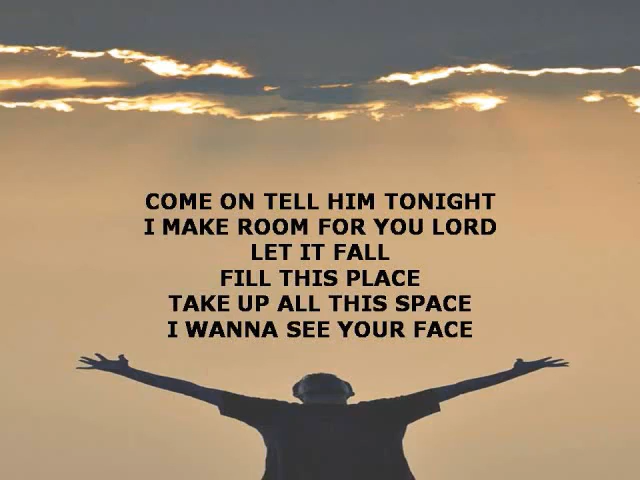 COME ON TELL HIM TONIGHT
I MAKE ROOM FOR YOU LORD
LET IT FALL
FILL THIS PLACE
TAKE UP ALL THIS SPACE
I WANNA SEE YOUR FACE